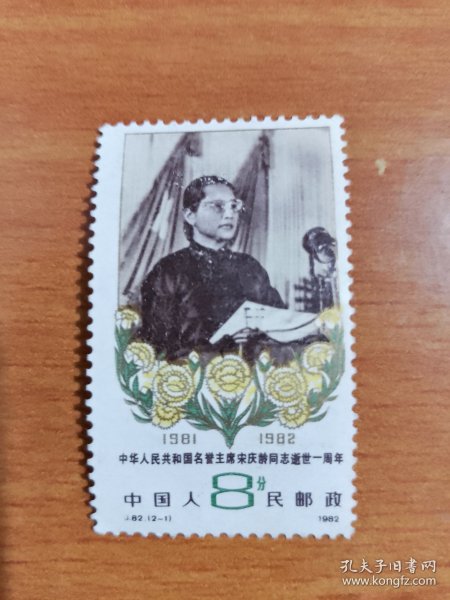 1981 1982
中华人民共和国名誉主席宋庆龄同志逝世一周年
中国人8分民邮政
J.82.(2-1) 1982
孔夫子旧书网
www.kongfz.com